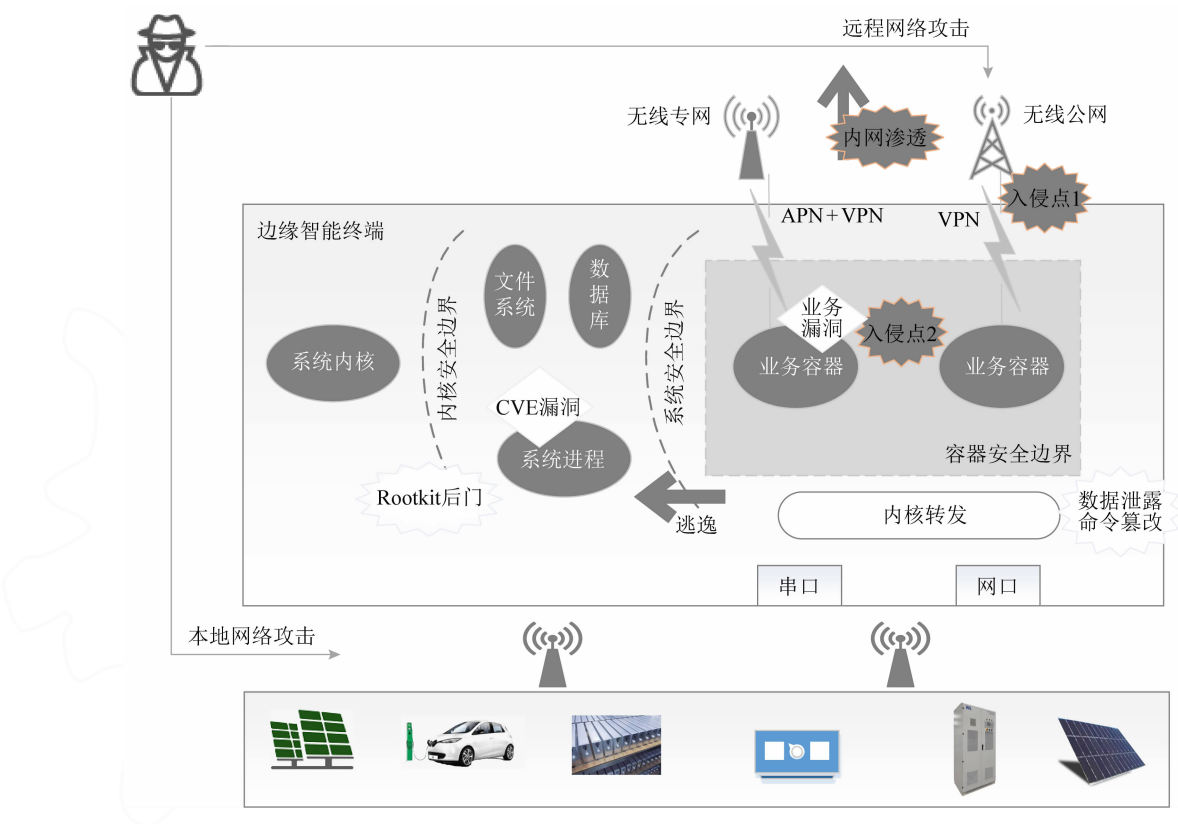 远程网络攻击
无线专网
内网渗透
无线公网
入侵点1
APN+VPN
VPN
边缘智能终端
文件
系统
数
据
库
内核安全边界
系统安全边界
业务
漏洞
入侵点2
系统内核
业务容器
业务容器
CVE漏洞
系统进程
容器安全边界
Rootkit后门
逃逸
内核转发
数据泄露
命令篡改
串口
网口
本地网络攻击